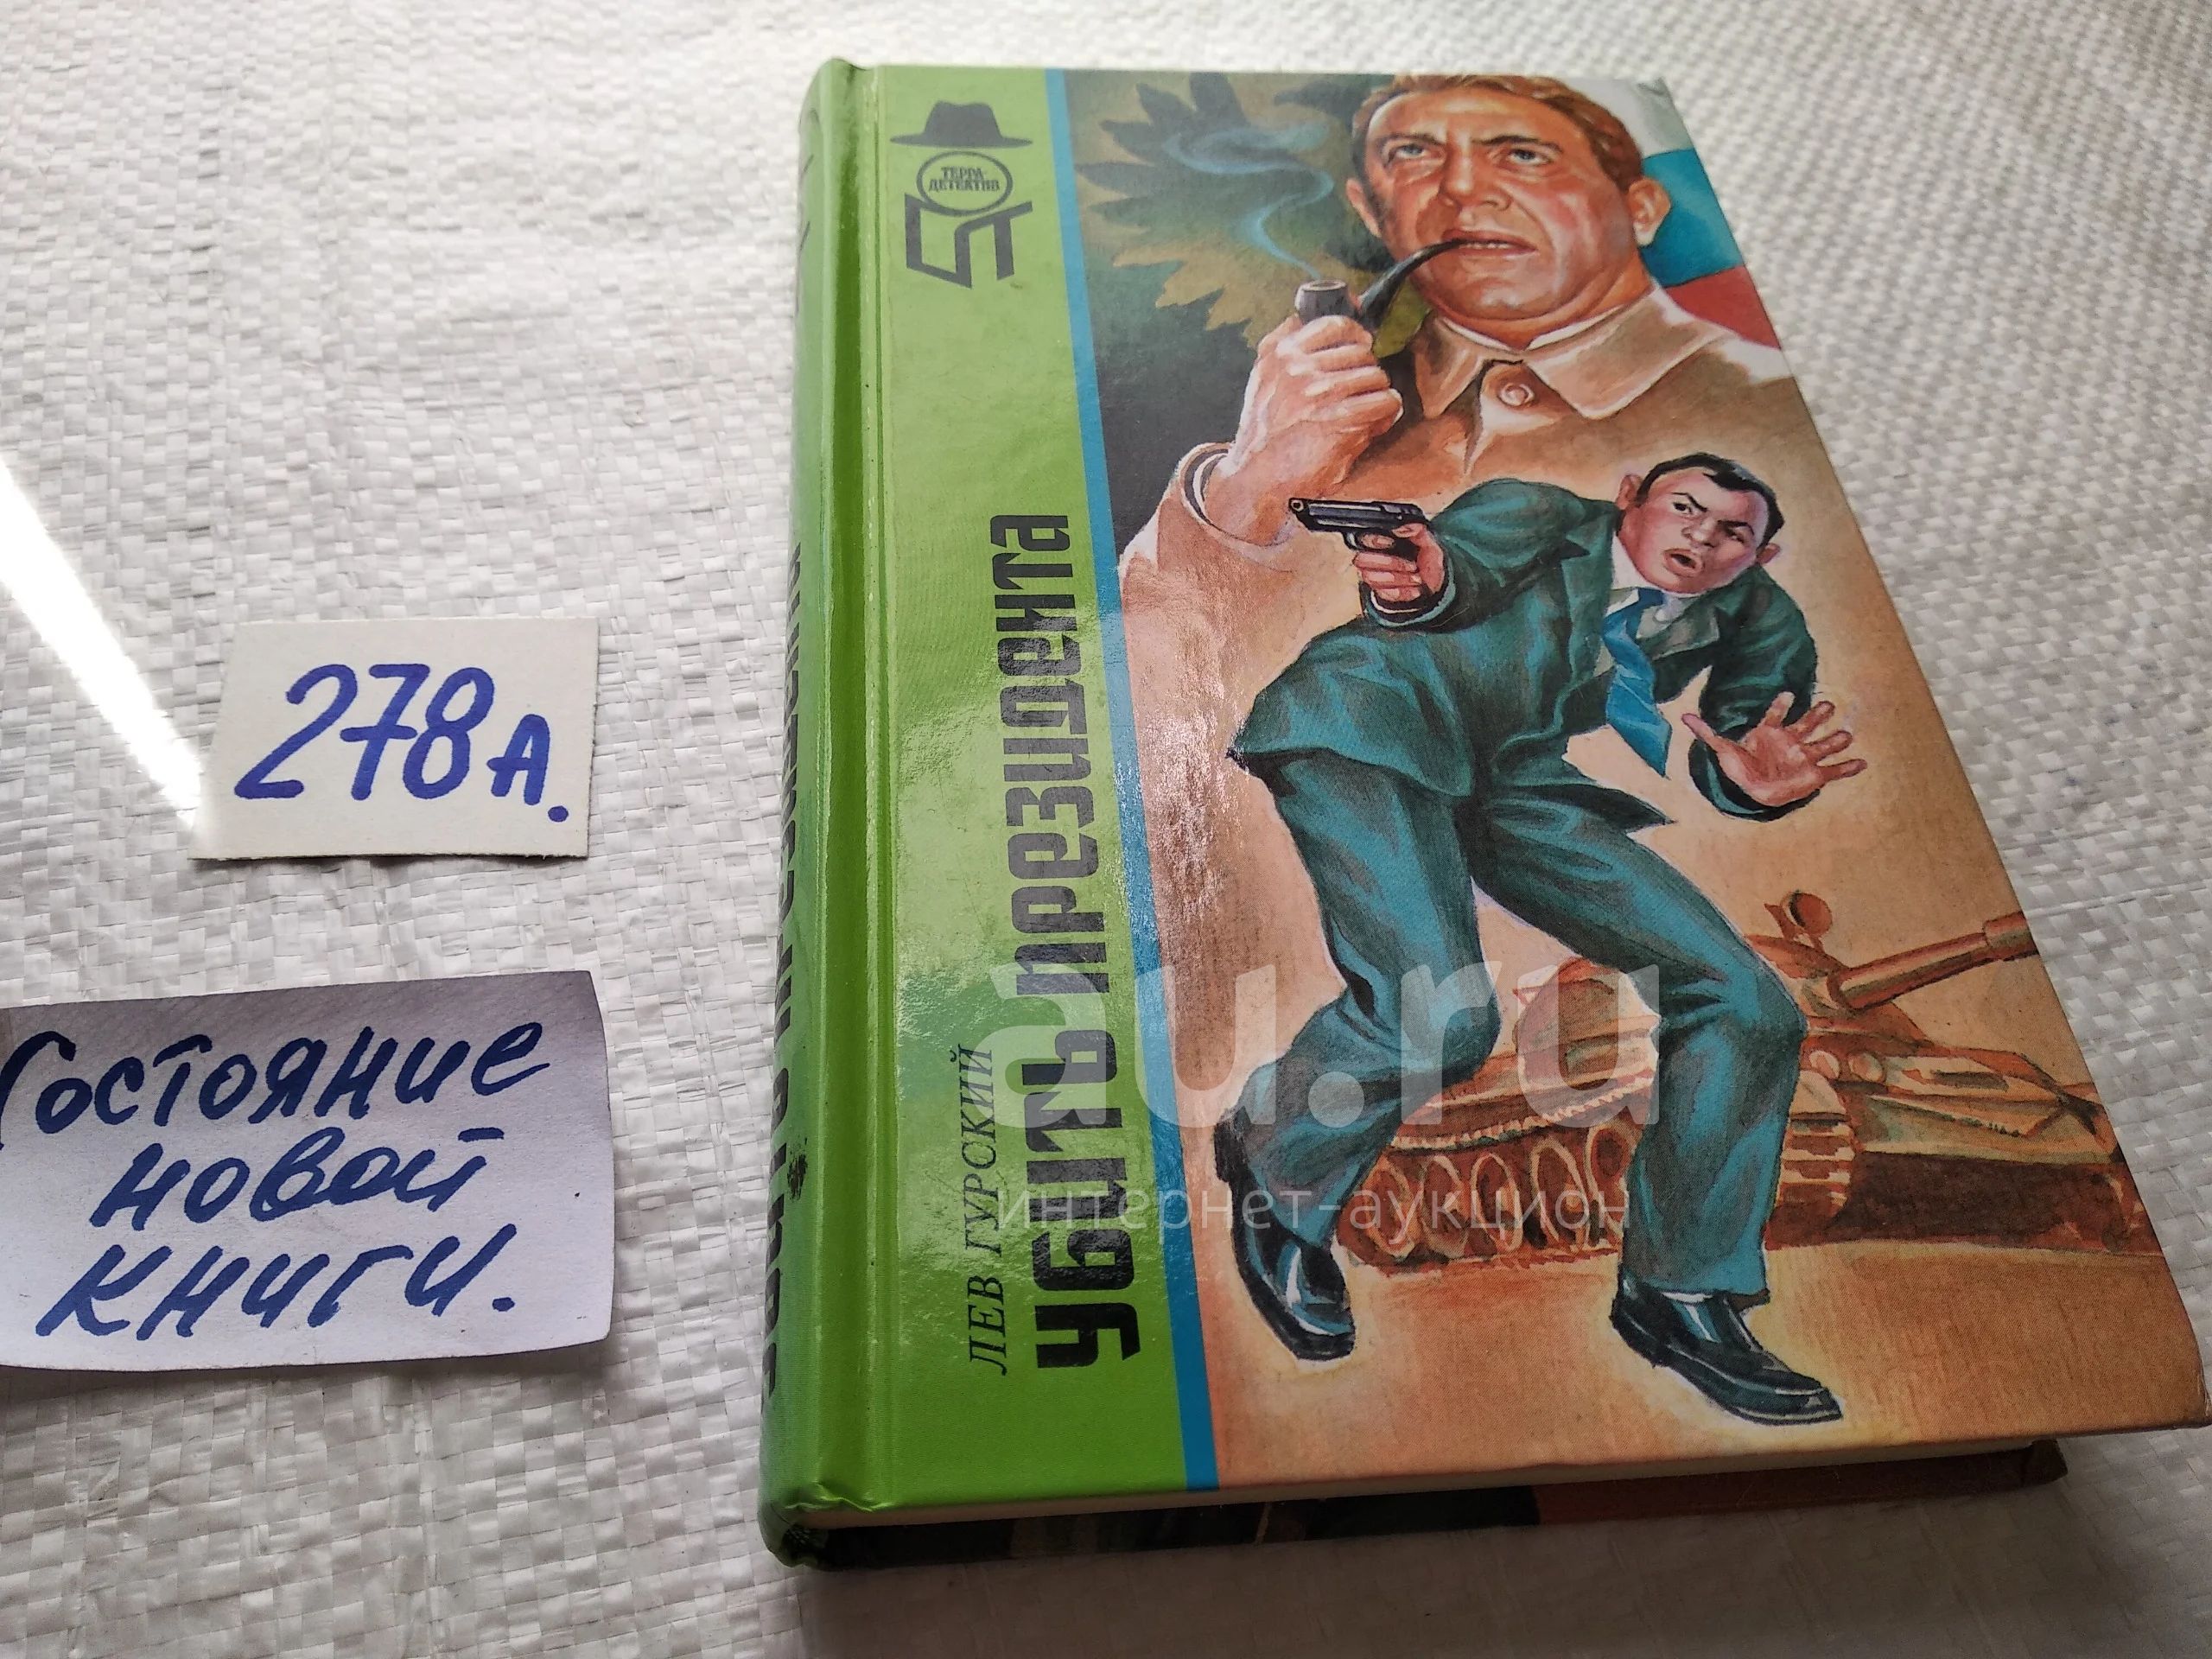 ТЕРРА-
ДЕТЕКТИВ
ЛЕВ ГУРСКИЙ
убить президента
278А.
Состояние
новой
книги.
au.ru
интернет-аукцион